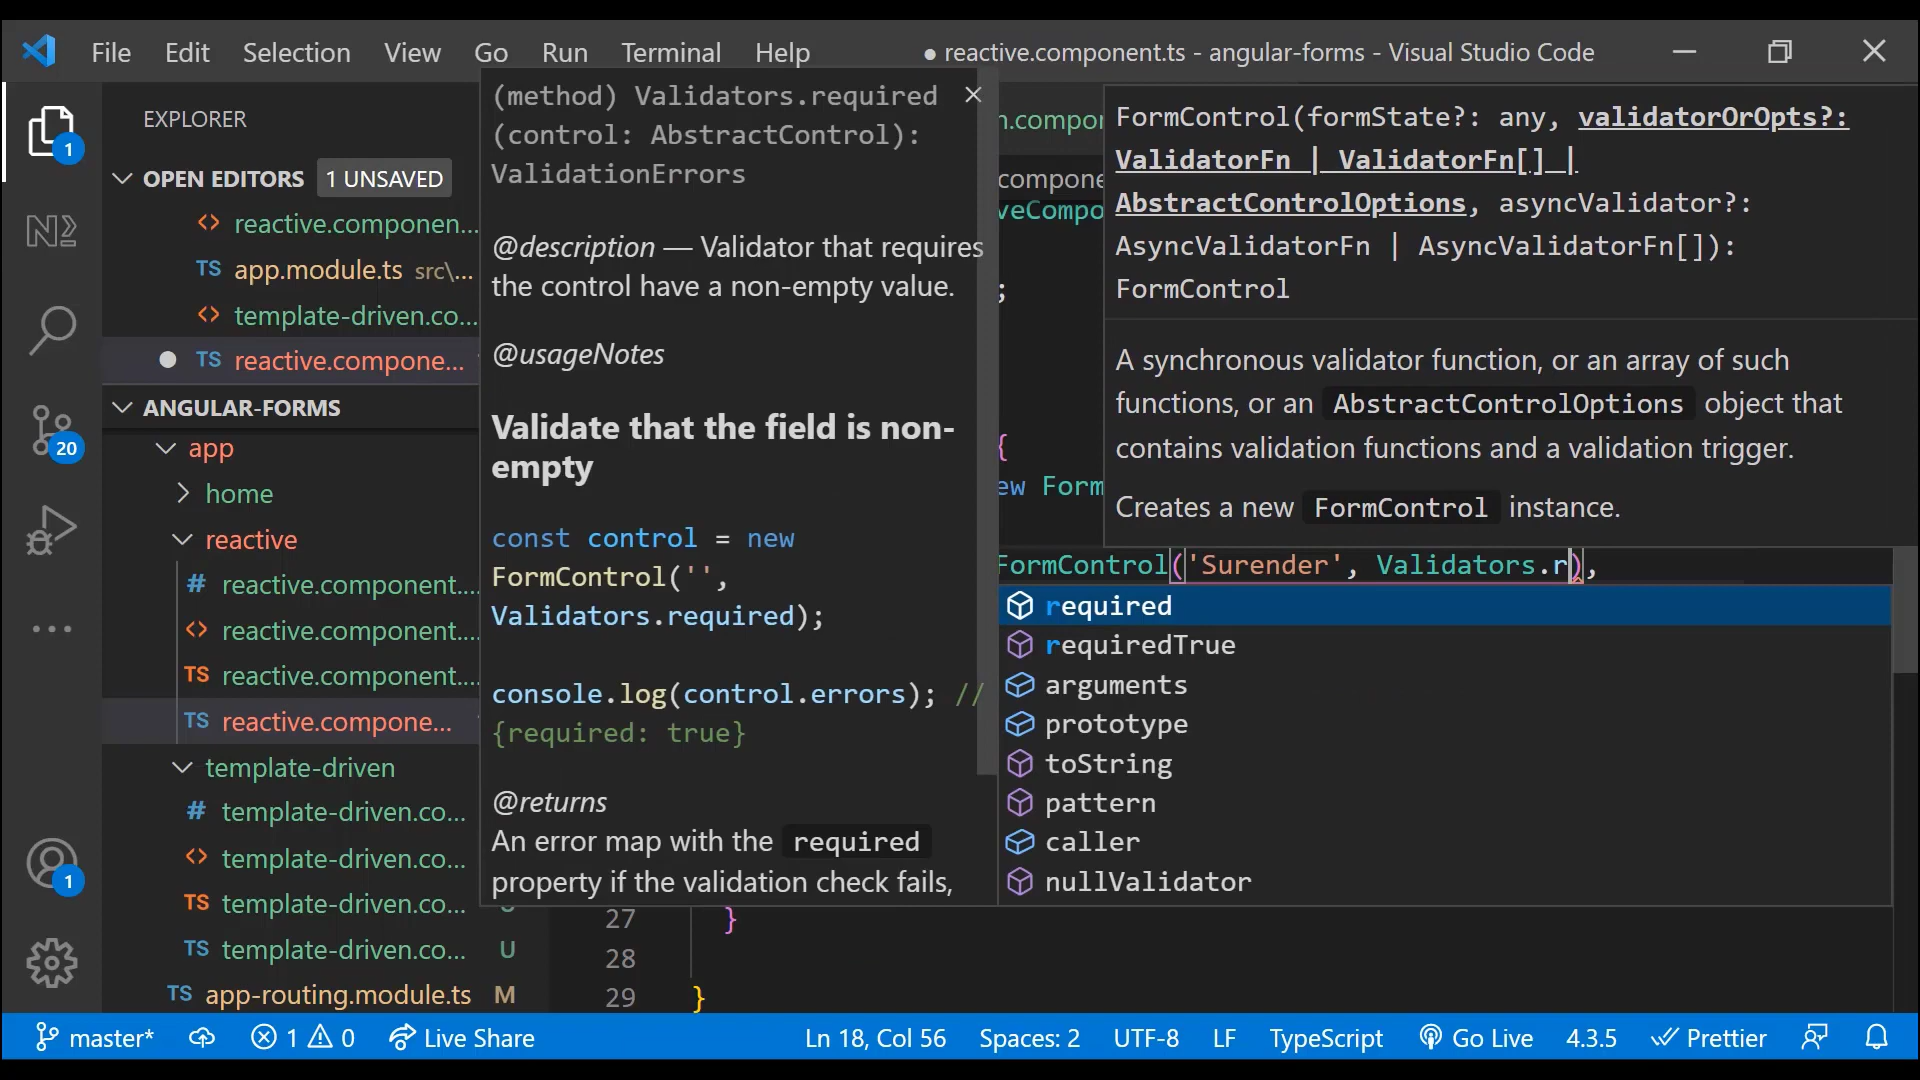 File Edit Selection View Go Run Terminal Help
● reactive.component.ts - angular-forms - Visual Studio Code
EXPLORER
OPEN EDITORS 1 UNSAVED
reactive.componen...
TS app.module.ts src\...
template-driven.co...
TS reactive.compone...
ANGULAR-FORMS
app
home
reactive
# reactive.component....
reactive.component....
TS reactive.component....
TS reactive.compone...
template-driven
# template-driven.co...
template-driven.co...
TS template-driven.co...
TS template-driven.co... U
TS app-routing.module.ts M
1
20
1
(method) Validators.required
(control: AbstractControl):
ValidationErrors
@description — Validator that requires
the control have a non-empty value.
@usageNotes
Validate that the field is non-
empty
const control = new
FormControl('',
Validators.required);
console.log(control.errors); //
{required: true}
@returns
An error map with the required
property if the validation check fails,
n.compor
compone
veCompo
;
{
ew Form
FormControl(formState?: any, validatorOrOpts?:
ValidatorFn | ValidatorFn[] |
AbstractControlOptions, asyncValidator?:
AsyncValidatorFn | AsyncValidatorFn[]):
FormControl
A synchronous validator function, or an array of such
functions, or an AbstractControlOptions object that
contains validation functions and a validation trigger.
Creates a new FormControl instance.
FormControl('Surender', Validators.r),
required
requiredTrue
arguments
prototype
toString
pattern
caller
nullValidator
27 }
28
29 }
master* 1 0 Live Share Ln 18, Col 56 Spaces: 2 UTF-8 LF TypeScript Go Live 4.3.5 Prettier